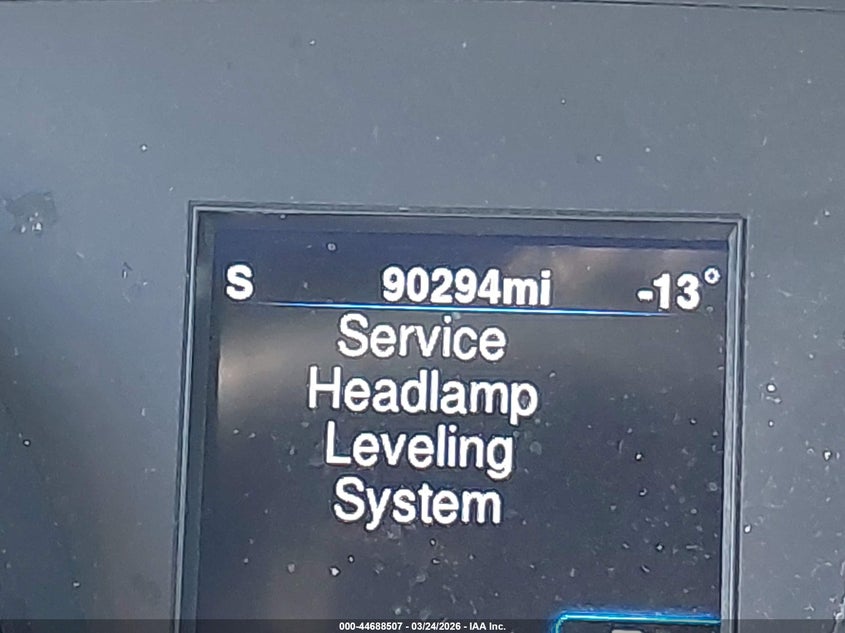 S 90294mi -13°
Service
Headlamp
Leveling
System
000-44688507 - 03/24/2026 - IAA Inc.